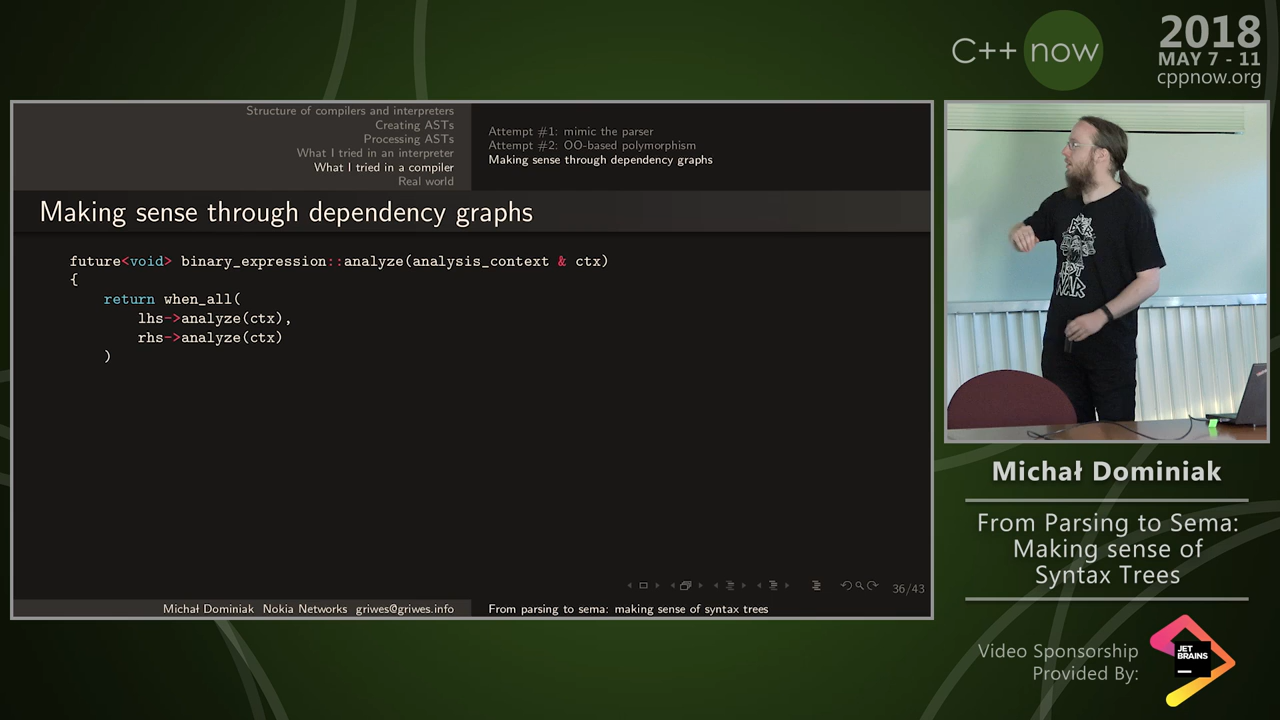 C++ now
2018
MAY 7 - 11
cppnow.org
Structure of compilers and interpreters
Creating ASTs
Processing ASTs
What I tried in an interpreter
What I tried in a compiler
Real world
Attempt #1: mimic the parser
Attempt #2: OO-based polymorphism
Making sense through dependency graphs
Making sense through dependency graphs
future<void> binary_expression::analyze(analysis_context & ctx)
{
return when_all(
lhs->analyze(ctx),
rhs->analyze(ctx)
)
36/43
Michał Dominiak Nokia Networks griwes@griwes.info
From parsing to sema: making sense of syntax trees
Michał Dominiak
From Parsing to Sema:
Making sense of
Syntax Trees
Video Sponsorship
Provided By:
JET
BRAINS